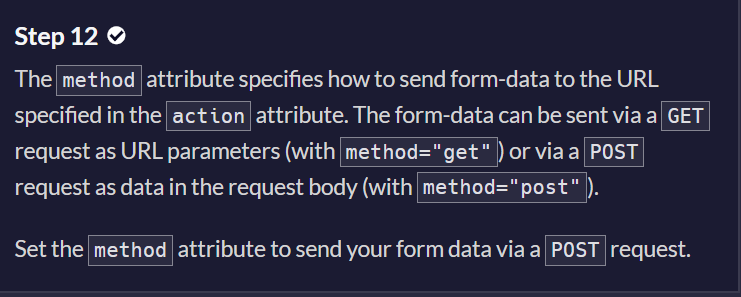 Step 12
The method attribute specifies how to send form-data to the URL
specified in the action attribute. The form-data can be sent via a GET
request as URL parameters (with method="get") or via a POST
request as data in the request body (with method="post").
Set the method attribute to send your form data via a POST request.